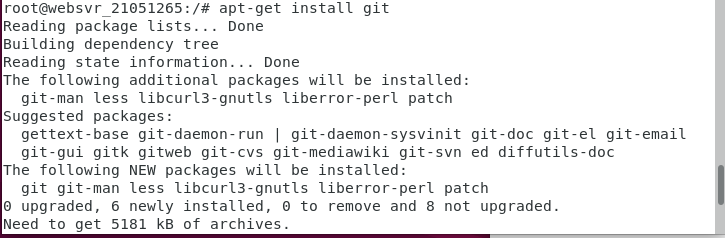 root@websvr_21051265:/# apt-get install git
Reading package lists... Done
Building dependency tree
Reading state information... Done
The following additional packages will be installed:
  git-man less libcurl3-gnutls liberror-perl patch
Suggested packages:
  gettext-base git-daemon-run | git-daemon-sysvinit git-doc git-el git-email
  git-gui gitk gitweb git-cvs git-mediawiki git-svn ed diffutils-doc
The following NEW packages will be installed:
  git git-man less libcurl3-gnutls liberror-perl patch
0 upgraded, 6 newly installed, 0 to remove and 8 not upgraded.
Need to get 5181 kB of archives.